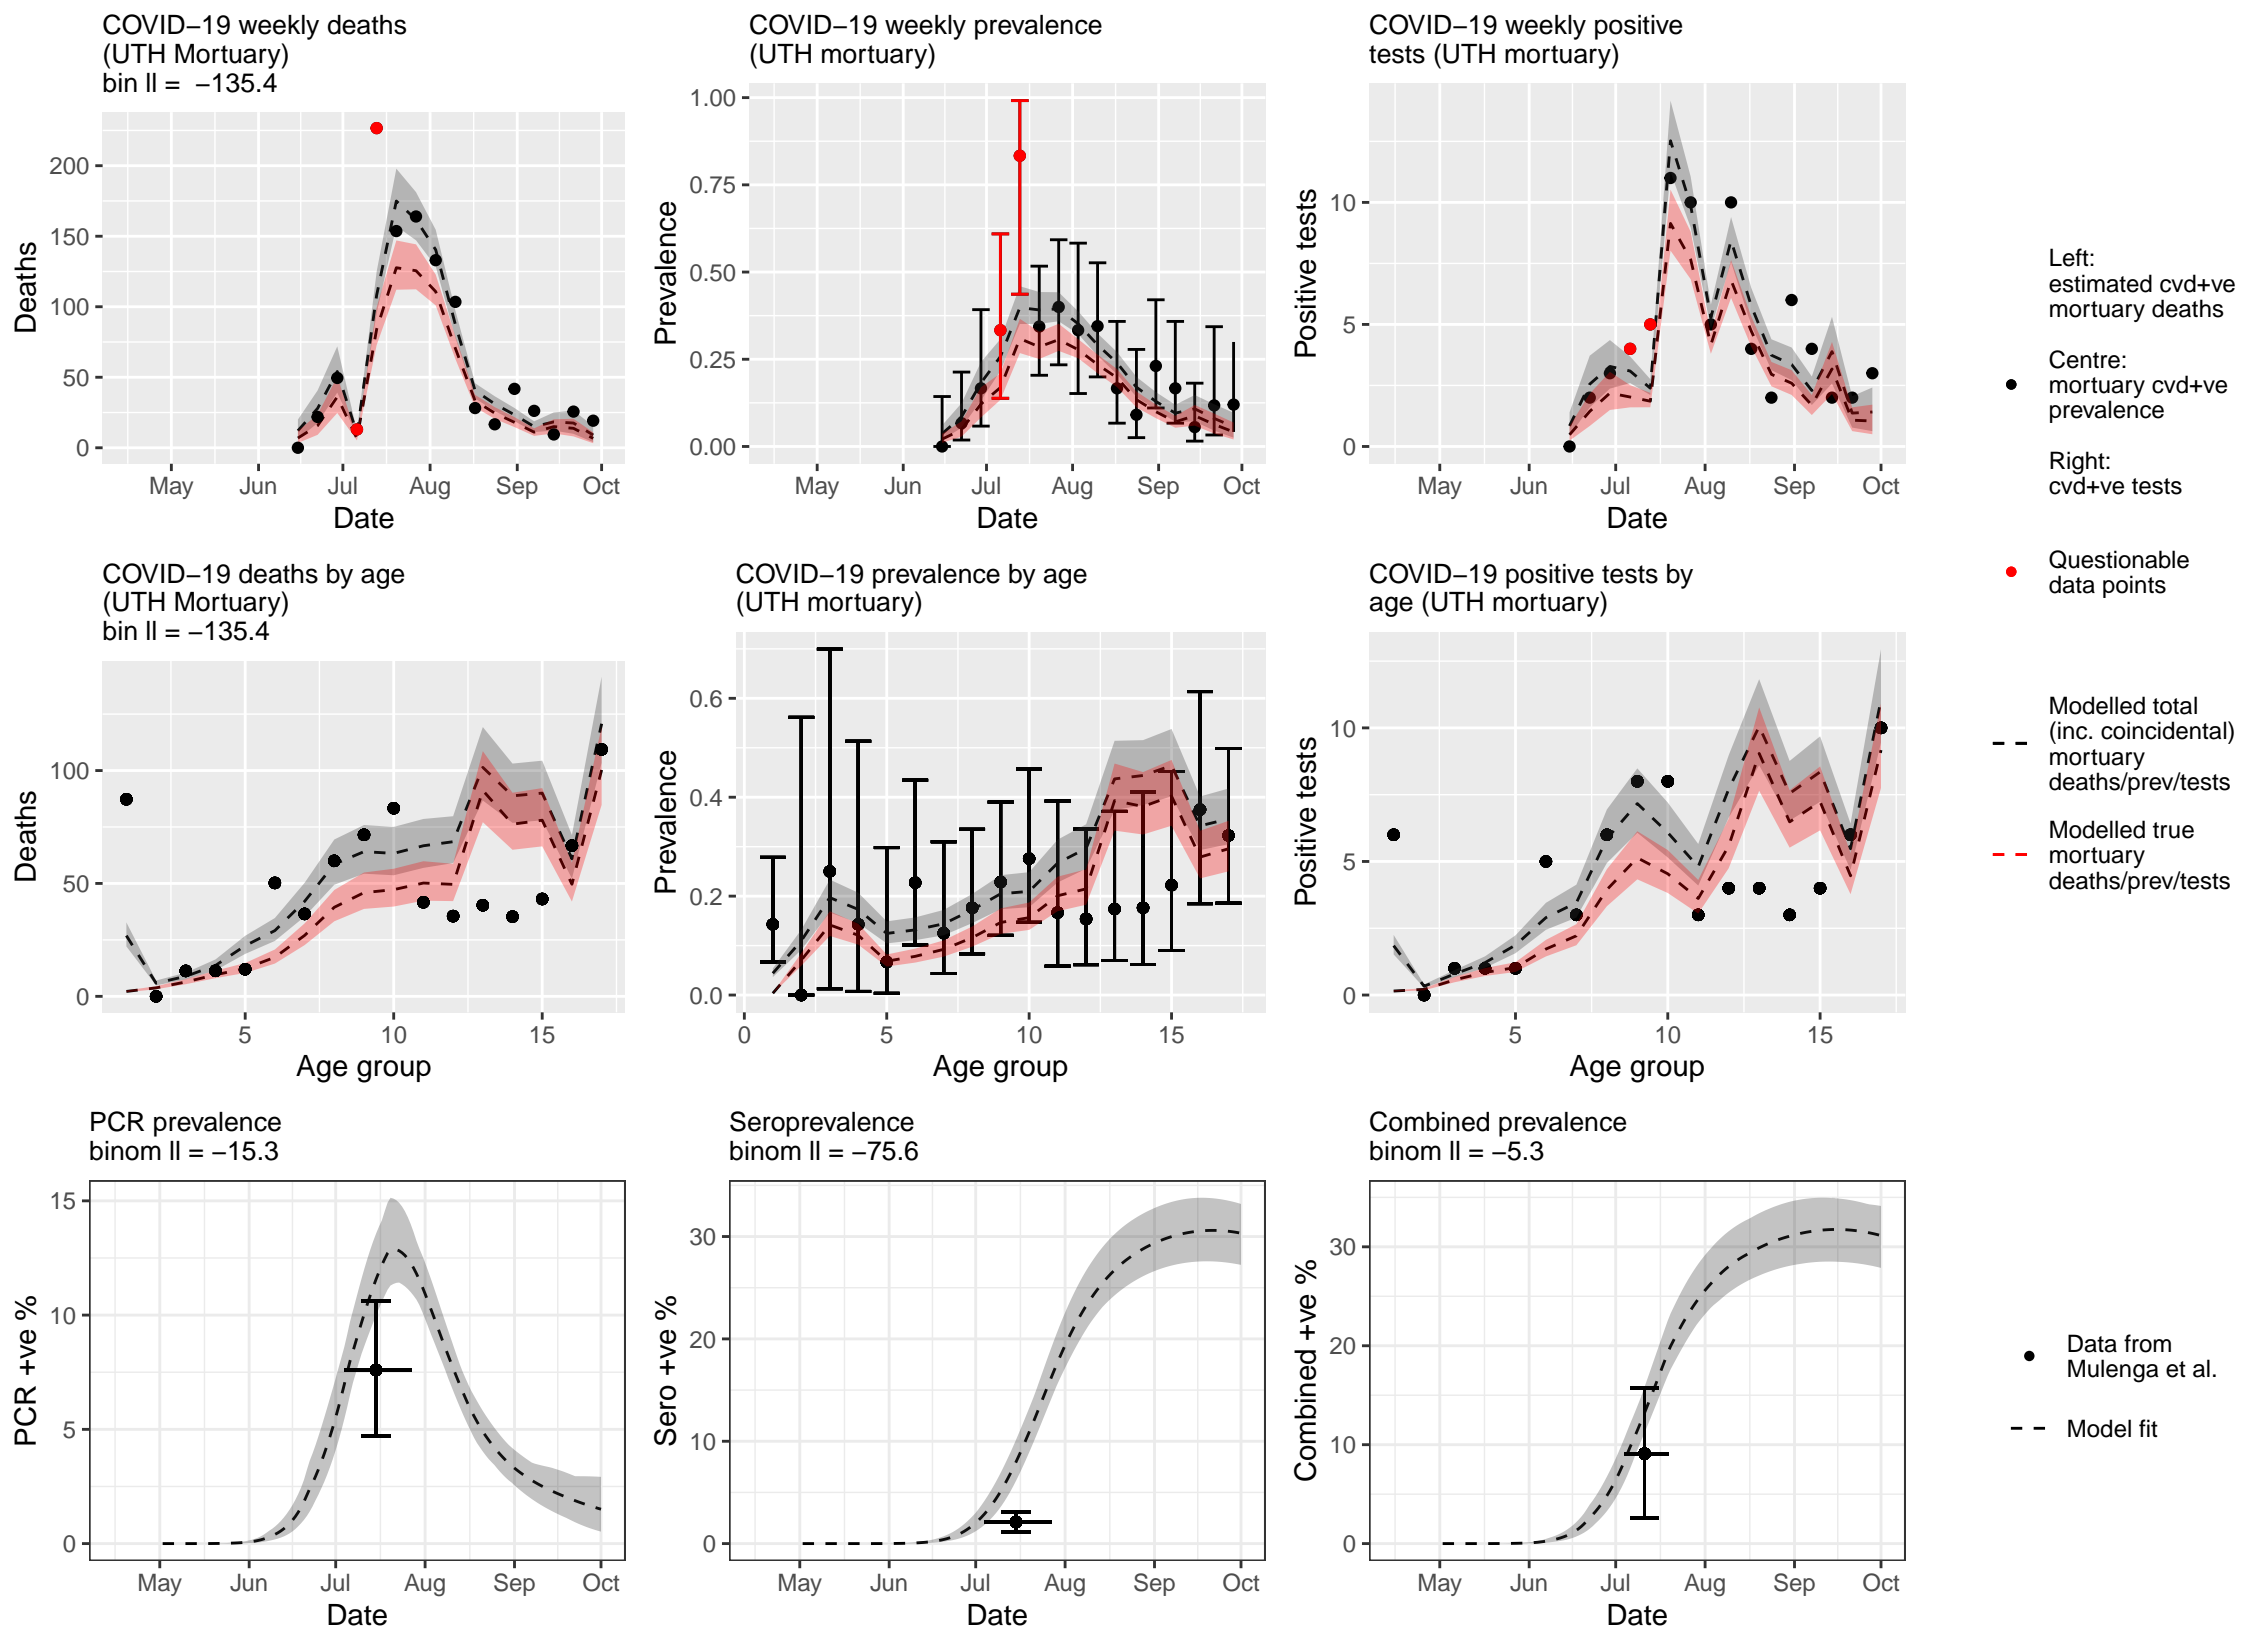 COVID−19 weekly deaths
(UTH Mortuary)
bin ll =  −135.4
Deaths
200
150
100
50
0
May Jun Jul Aug Sep Oct
Date
COVID−19 weekly prevalence
(UTH mortuary)
Prevalence
1.00
0.75
0.50
0.25
0.00
May Jun Jul Aug Sep Oct
Date
COVID−19 weekly positive
tests (UTH mortuary)
Positive tests
10
5
0
May Jun Jul Aug Sep Oct
Date
Left:
estimated cvd+ve
mortuary deaths
Centre:
mortuary cvd+ve
prevalence
Right:
cvd+ve tests
Questionable
data points
COVID−19 deaths by age
(UTH Mortuary)
bin ll = −135.4
Deaths
100
50
0
5 10 15
Age group
COVID−19 prevalence by age
(UTH mortuary)
Prevalence
0.6
0.4
0.2
0.0
0 5 10 15
Age group
COVID−19 positive tests by
age (UTH mortuary)
Positive tests
10
5
0
5 10 15
Age group
Modelled total
(inc. coincidental)
mortuary
deaths/prev/tests
Modelled true
mortuary
deaths/prev/tests
PCR prevalence
binom ll = −15.3
PCR +ve %
15
10
5
0
May Jun Jul Aug Sep Oct
Date
Seroprevalence
binom ll = −75.6
Sero +ve %
30
20
10
0
May Jun Jul Aug Sep Oct
Date
Combined prevalence
binom ll = −5.3
Combined +ve %
30
20
10
0
May Jun Jul Aug Sep Oct
Date
Data from
Mulenga et al.
Model fit